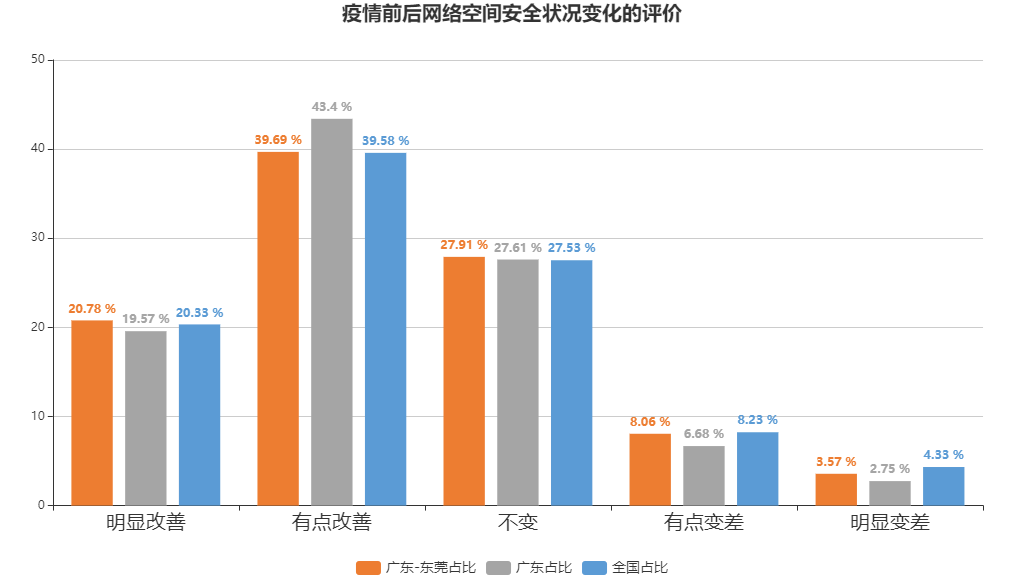 疫情前后网络空间安全状况变化的评价
50
43.4 %
40
39.69 %
39.58 %
30
27.91 %
27.61 %
27.53 %
20.78 %
19.57 %
20.33 %
20
10
8.06 %
6.68 %
8.23 %
3.57 %
2.75 %
4.33 %
0
明显改善
有点改善
不变
有点变差
明显变差
广东-东莞占比
广东占比
全国占比